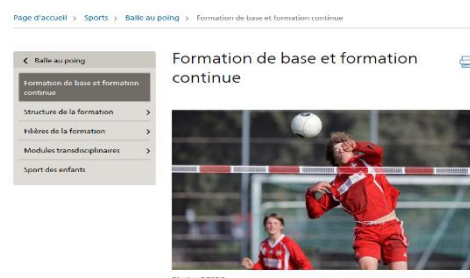 Page d'accueil > Sports > Balle au poing > Formation de base et formation continue
Balle au poing
Formation de base et formation
continue
Structure de la formation
Filières de la formation
Modules transdisciplinaires
Sport des enfants
Formation de base et formation
continue